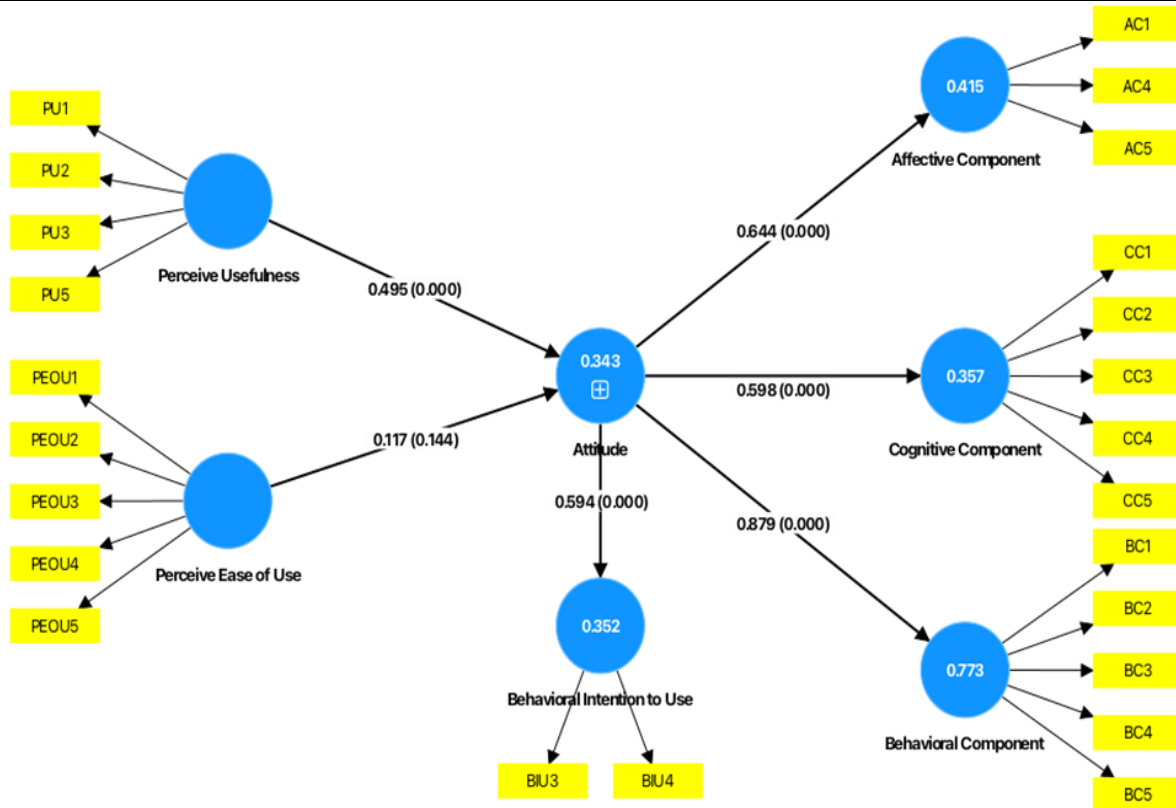 PU1
PU2
PU3
PU5
Perceive Usefulness
PEOU1
PEOU2
PEOU3
PEOU4
PEOU5
Perceive Ease of Use
0.495 (0.000)
0.117 (0.144)
0.343
Attitude
0.594 (0.000)
0.352
Behavioral Intention to Use
BIU3
BIU4
0.644 (0.000)
0.598 (0.000)
0.879 (0.000)
0.415
Affective Component
AC1
AC4
AC5
0.357
Cognitive Component
CC1
CC2
CC3
CC4
CC5
0.773
Behavioral Component
BC1
BC2
BC3
BC4
BC5